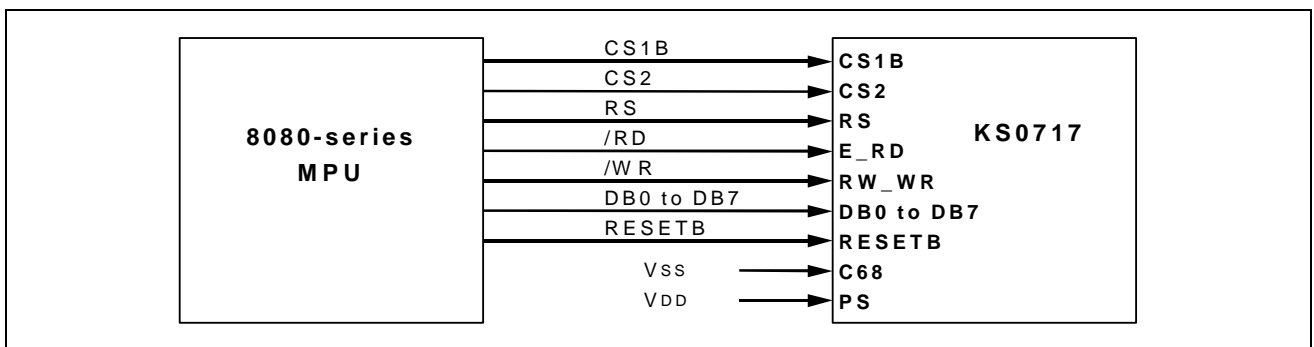 8080-series
MPU
CS1B
CS2
RS
/RD
/WR
DB0 to DB7
RESETB
VSS
VDD
CS1B
CS2
RS
E_RD
RW_WR
DB0 to DB7
RESETB
C68
PS
KS0717